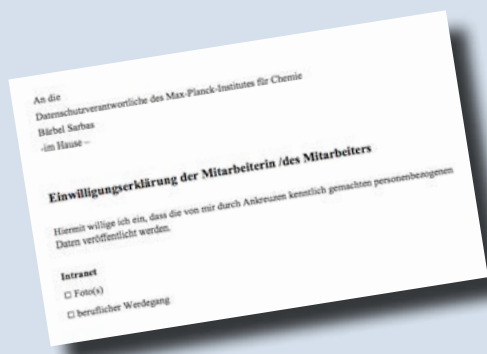 An die
Datenschutzverantwortliche des Max-Planck-Institutes für Chemie
Bärbel Sarbas
-im Hause –
Einwilligungserklärung der Mitarbeiterin /des Mitarbeiters
Hiermit willige ich ein, dass die von mir durch Ankreuzen kenntlich gemachten personenbezogenen
Daten veröffentlicht werden.
Intranet
□ Foto(s)
□ beruflicher Werdegang